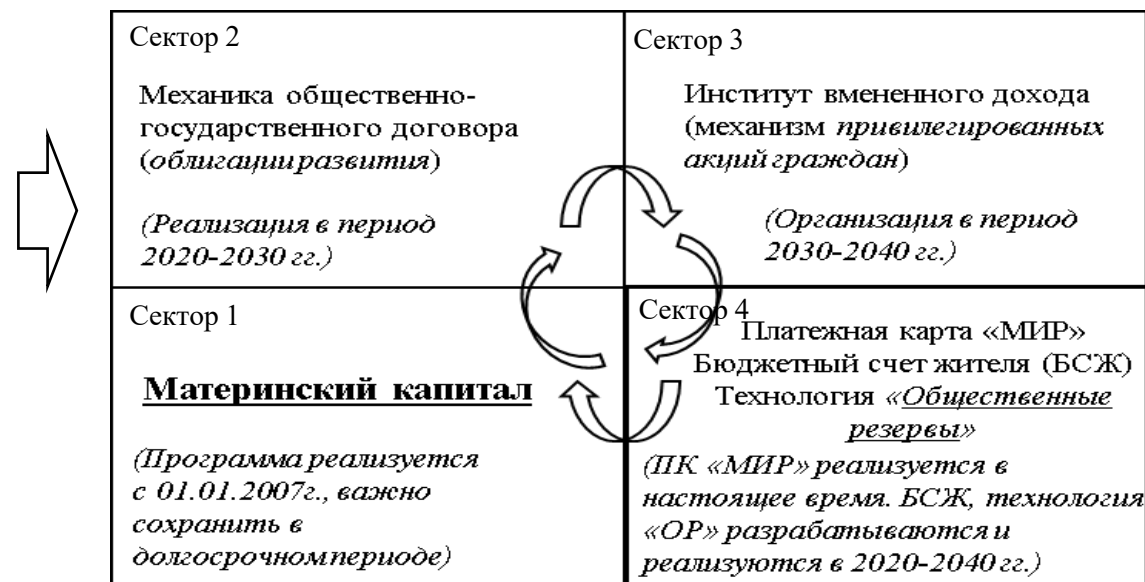 Сектор 2
Механика общественно-
государственного договора
(облигации развития)
(Реализация в период
2020-2030 гг.)
Сектор 3
Институт вмененного дохода
(механизм привилегированных
акций граждан)
(Организация в период
2030-2040 гг.)
Сектор 1
Материнский капитал
(Программа реализуется
с 01.01.2007г., важно
сохранить в
долгосрочном периоде)
Сектор 4
Платежная карта «МИР»
Бюджетный счет жителя (БСЖ)
Технология «Общественные
резервы»
(ПК «МИР» реализуется в
настоящее время. БСЖ, технология
«ОР» разрабатываются и
реализуются в 2020-2040 гг.)